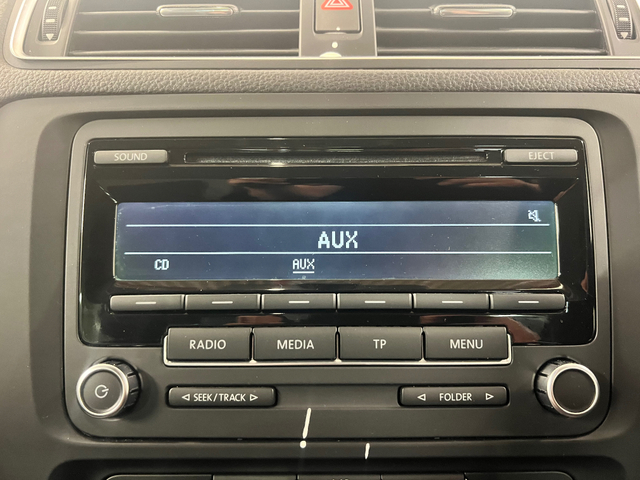 SOUND
EJECT
AUX
CD AUX
RADIO MEDIA TP MENU
SEEK/TRACK
FOLDER